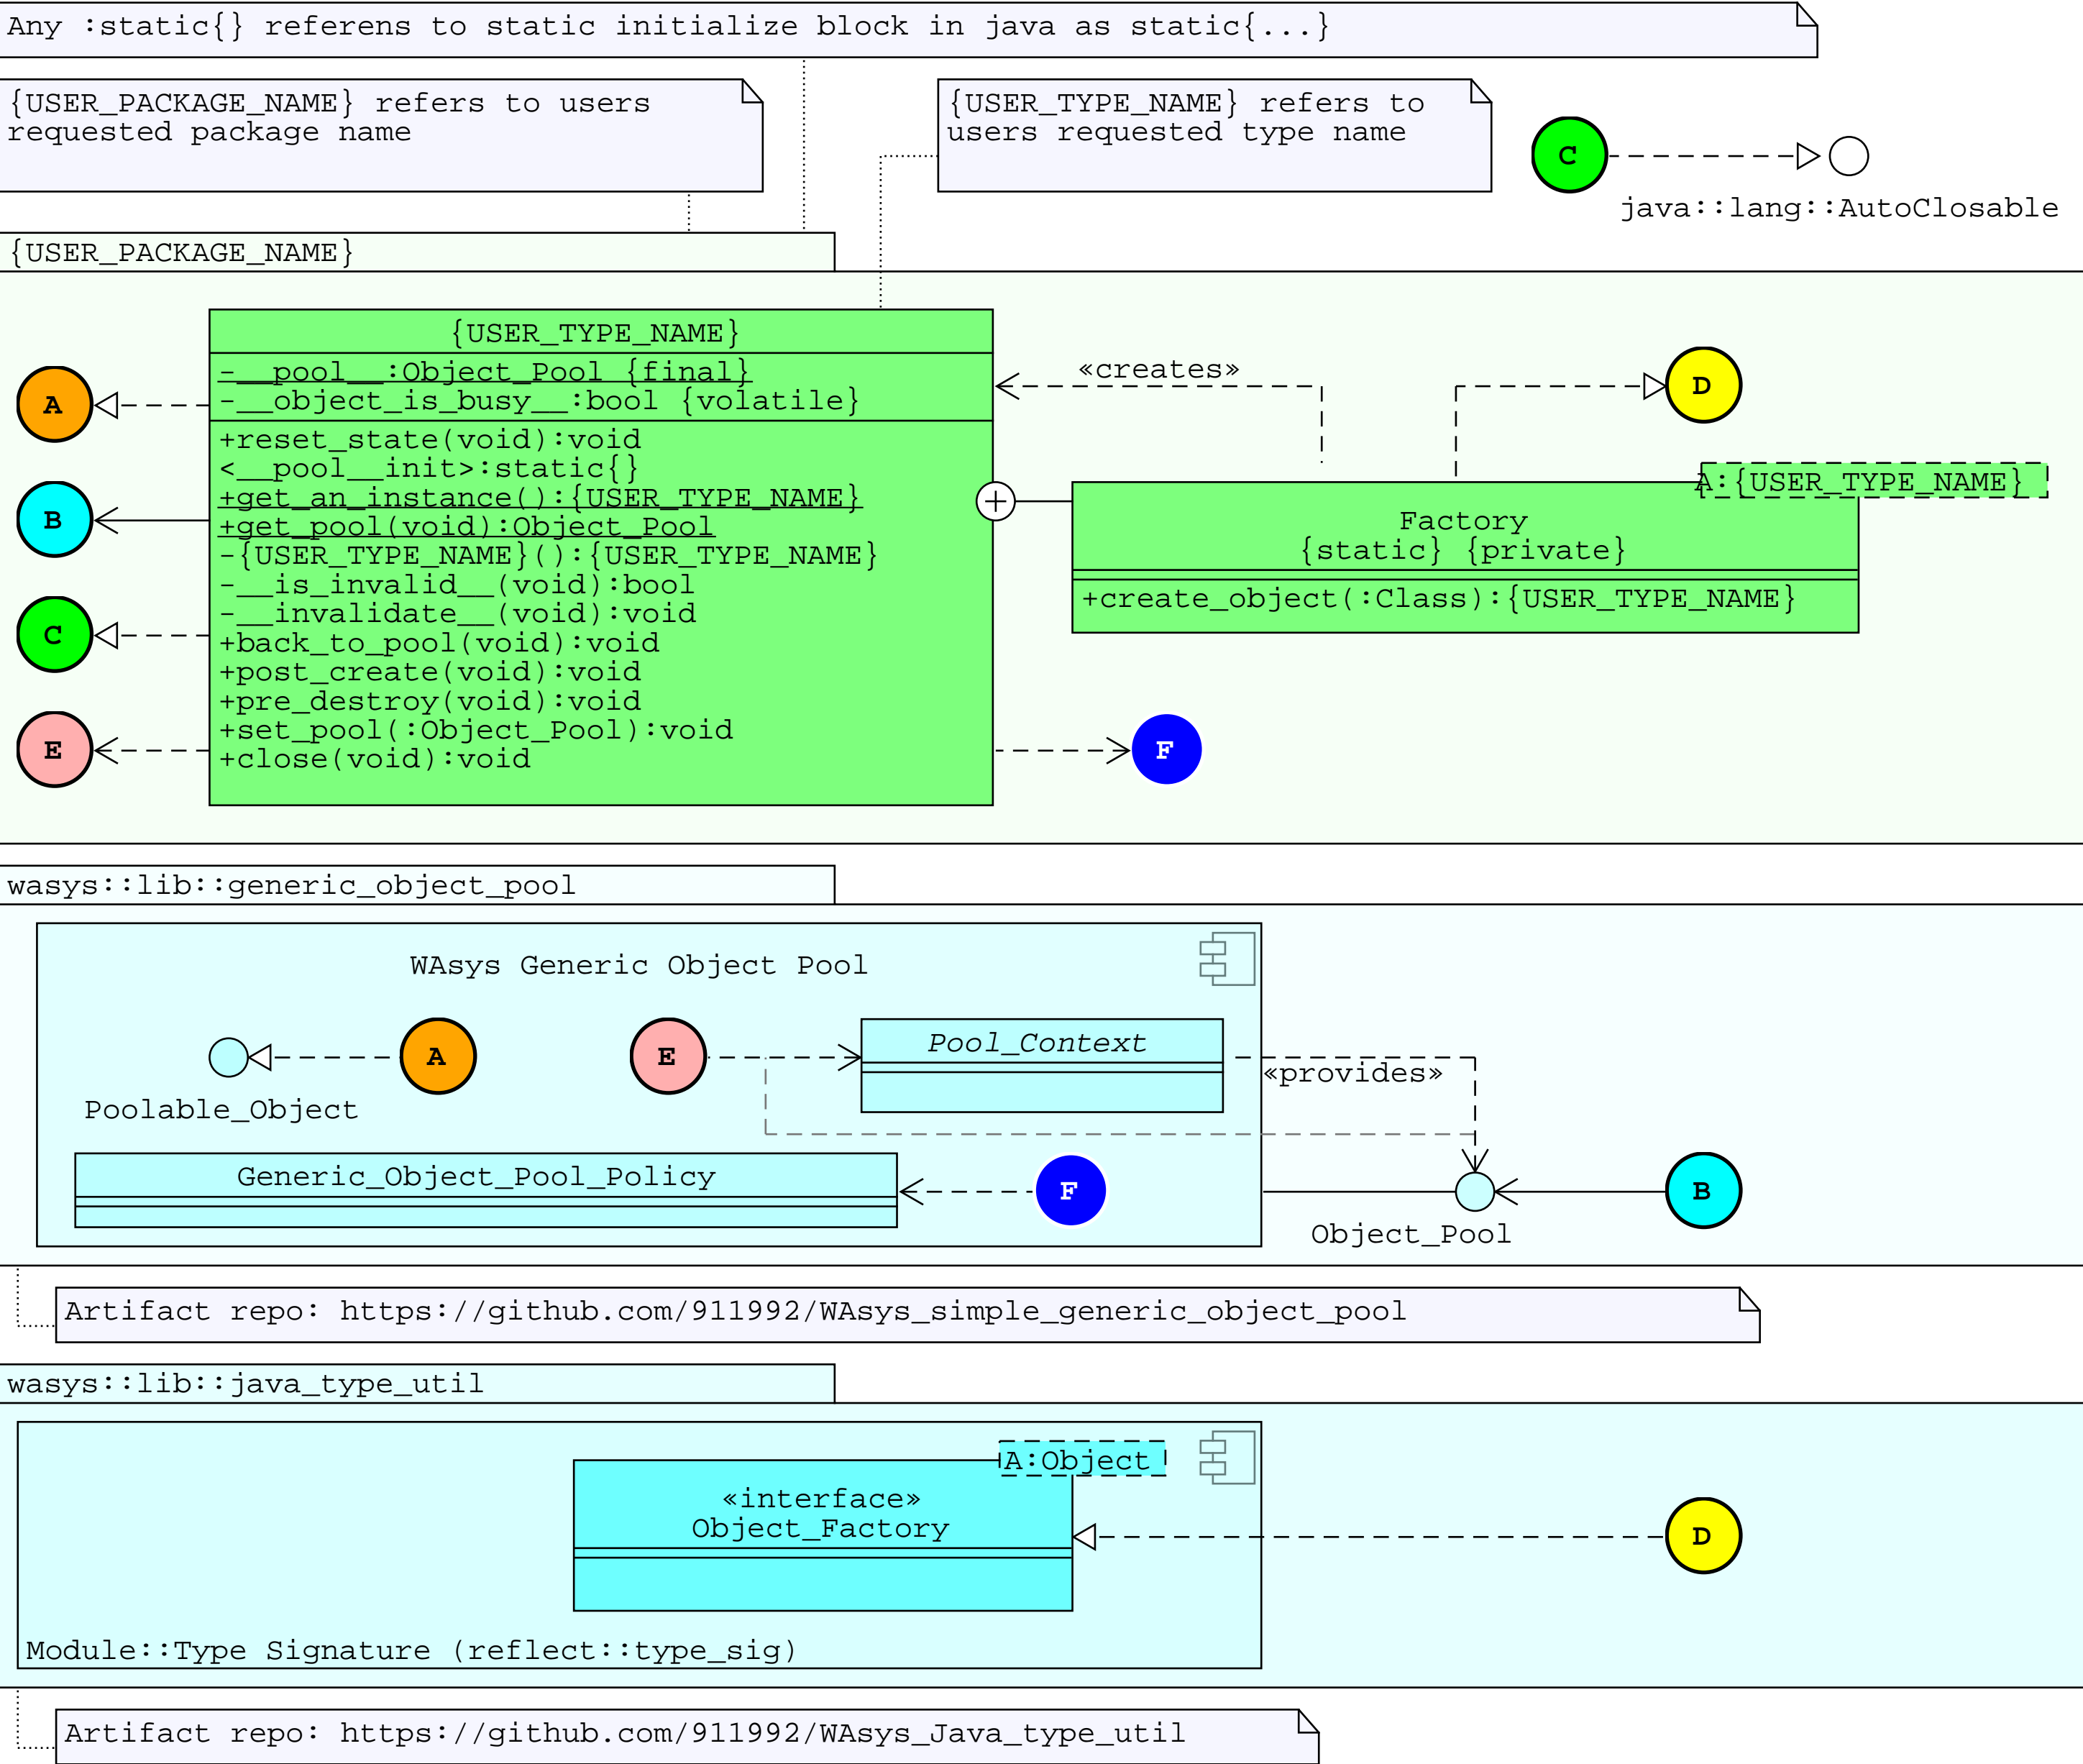 Any :static{} referens to static initialize block in java as static{...}
{USER_PACKAGE_NAME} refers to users
requested package name
{USER_TYPE_NAME} refers to
users requested type name
C
java::lang::AutoClosable
{USER_PACKAGE_NAME}
{USER_TYPE_NAME}
-__pool__:Object_Pool {final}
-__object_is_busy__:bool {volatile}
+reset_state(void):void
<__pool__init>:static{}
+get_an_instance():{USER_TYPE_NAME}
+get_pool(void):Object_Pool
-{USER_TYPE_NAME}():{USER_TYPE_NAME}
-__is_invalid__(void):bool
-__invalidate__(void):void
+back_to_pool(void):void
+post_create(void):void
+pre_destroy(void):void
+set_pool(:Object_Pool):void
+close(void):void
A
B
C
E
«creates»
D
A:{USER_TYPE_NAME}
Factory
{static} {private}
+create_object(:Class):{USER_TYPE_NAME}
F
wasys::lib::generic_object_pool
WAsys Generic Object Pool
A
E
Pool_Context
«provides»
Poolable_Object
Generic_Object_Pool_Policy
F
B
Object_Pool
Artifact repo: https://github.com/911992/WAsys_simple_generic_object_pool
wasys::lib::java_type_util
A:Object
«interface»
Object_Factory
D
Module::Type Signature (reflect::type_sig)
Artifact repo: https://github.com/911992/WAsys_Java_type_util